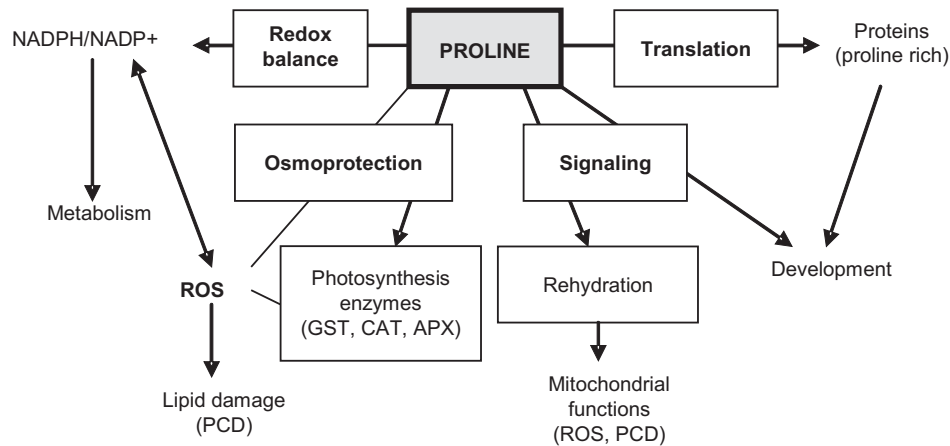 NADPH/NADP+
Redox
balance
PROLINE
Translation
Proteins
(proline rich)
Osmoprotection
Signaling
Metabolism
ROS
Photosynthesis
enzymes
(GST, CAT, APX)
Rehydration
Development
Lipid damage
(PCD)
Mitochondrial
functions
(ROS, PCD)